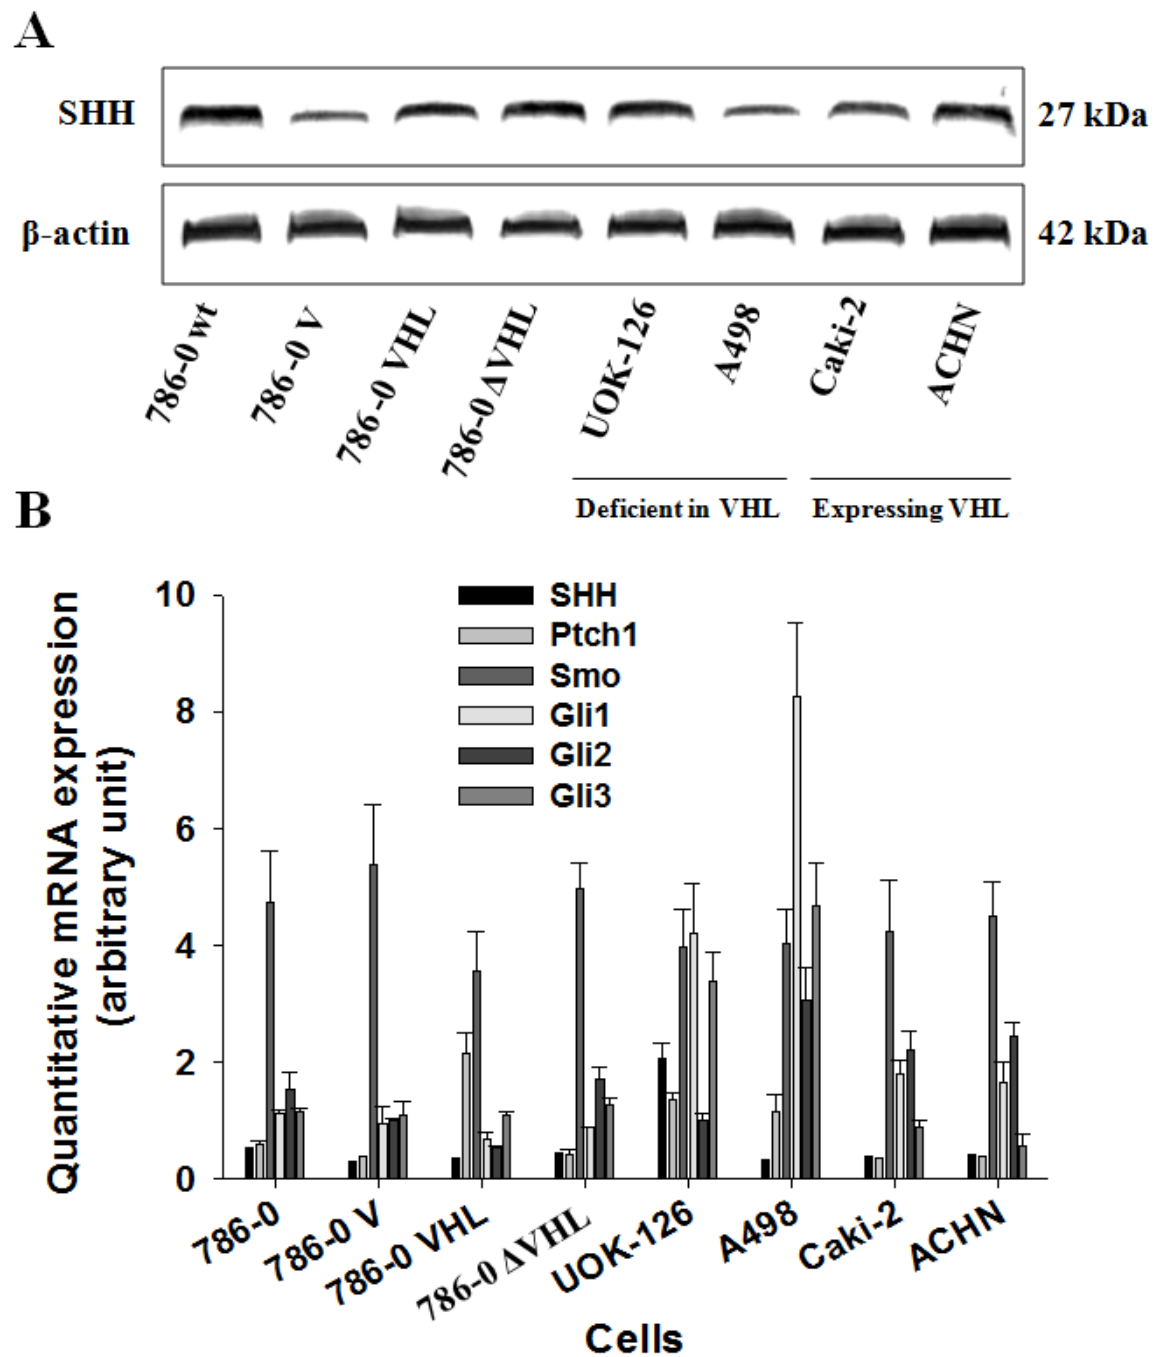 A
SHH
27 kDa
β-actin
42 kDa
786-0 wt
786-0 V
786-0 VHL
786-0 ΔVHL
UOK-126
A498
Caki-2
ACHN
Deficient in VHL
Expressing VHL
B
Quantitative mRNA expression
(arbitrary unit)
10
8
6
4
2
0
SHH
Ptch1
Smo
Gli1
Gli2
Gli3
786-0
786-0 V
786-0 VHL
786-0 ΔVHL
UOK-126
A498
Caki-2
ACHN
Cells